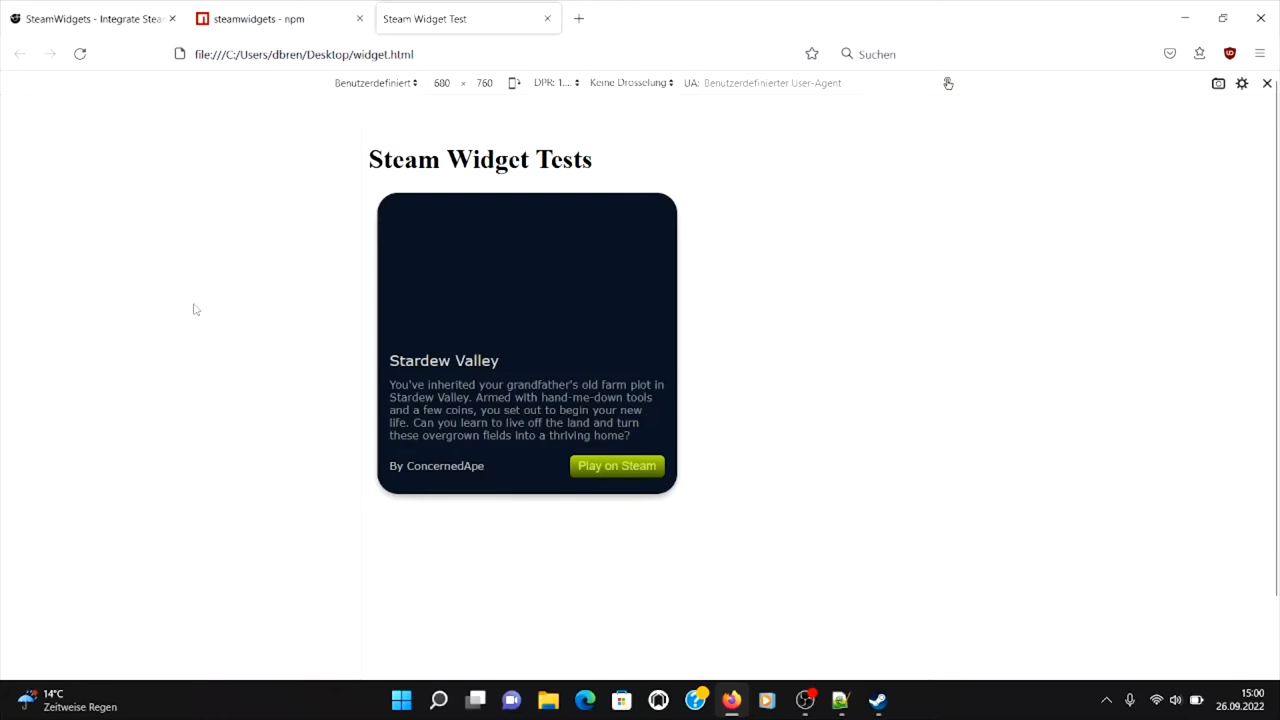 SteamWidgets - Integrate Stea
steamwidgets - npm
Steam Widget Test
file:///C:/Users/dbren/Desktop/widget.html
Suchen
Benutzerdefiniert 680 × 760 DPR: 1.... Keine Drosselung UA: Benutzerdefinierter User-Agent
Steam Widget Tests
Stardew Valley
You've inherited your grandfather's old farm plot in
Stardew Valley. Armed with hand-me-down tools
and a few coins, you set out to begin your new
life. Can you learn to live off the land and turn
these overgrown fields into a thriving home?
By ConcernedApe
Play on Steam
14°C
Zeitweise Regen
15:00
26.09.2022